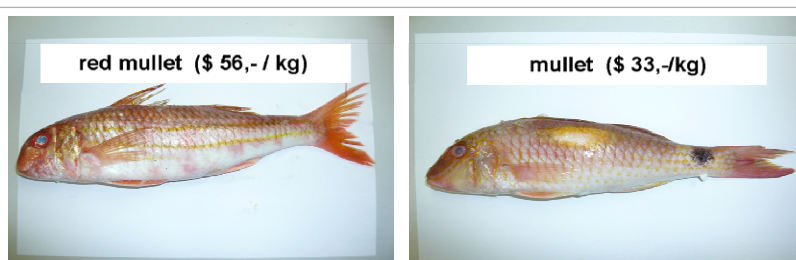 red mullet ($ 56,- / kg)
mullet ($ 33,-/kg)